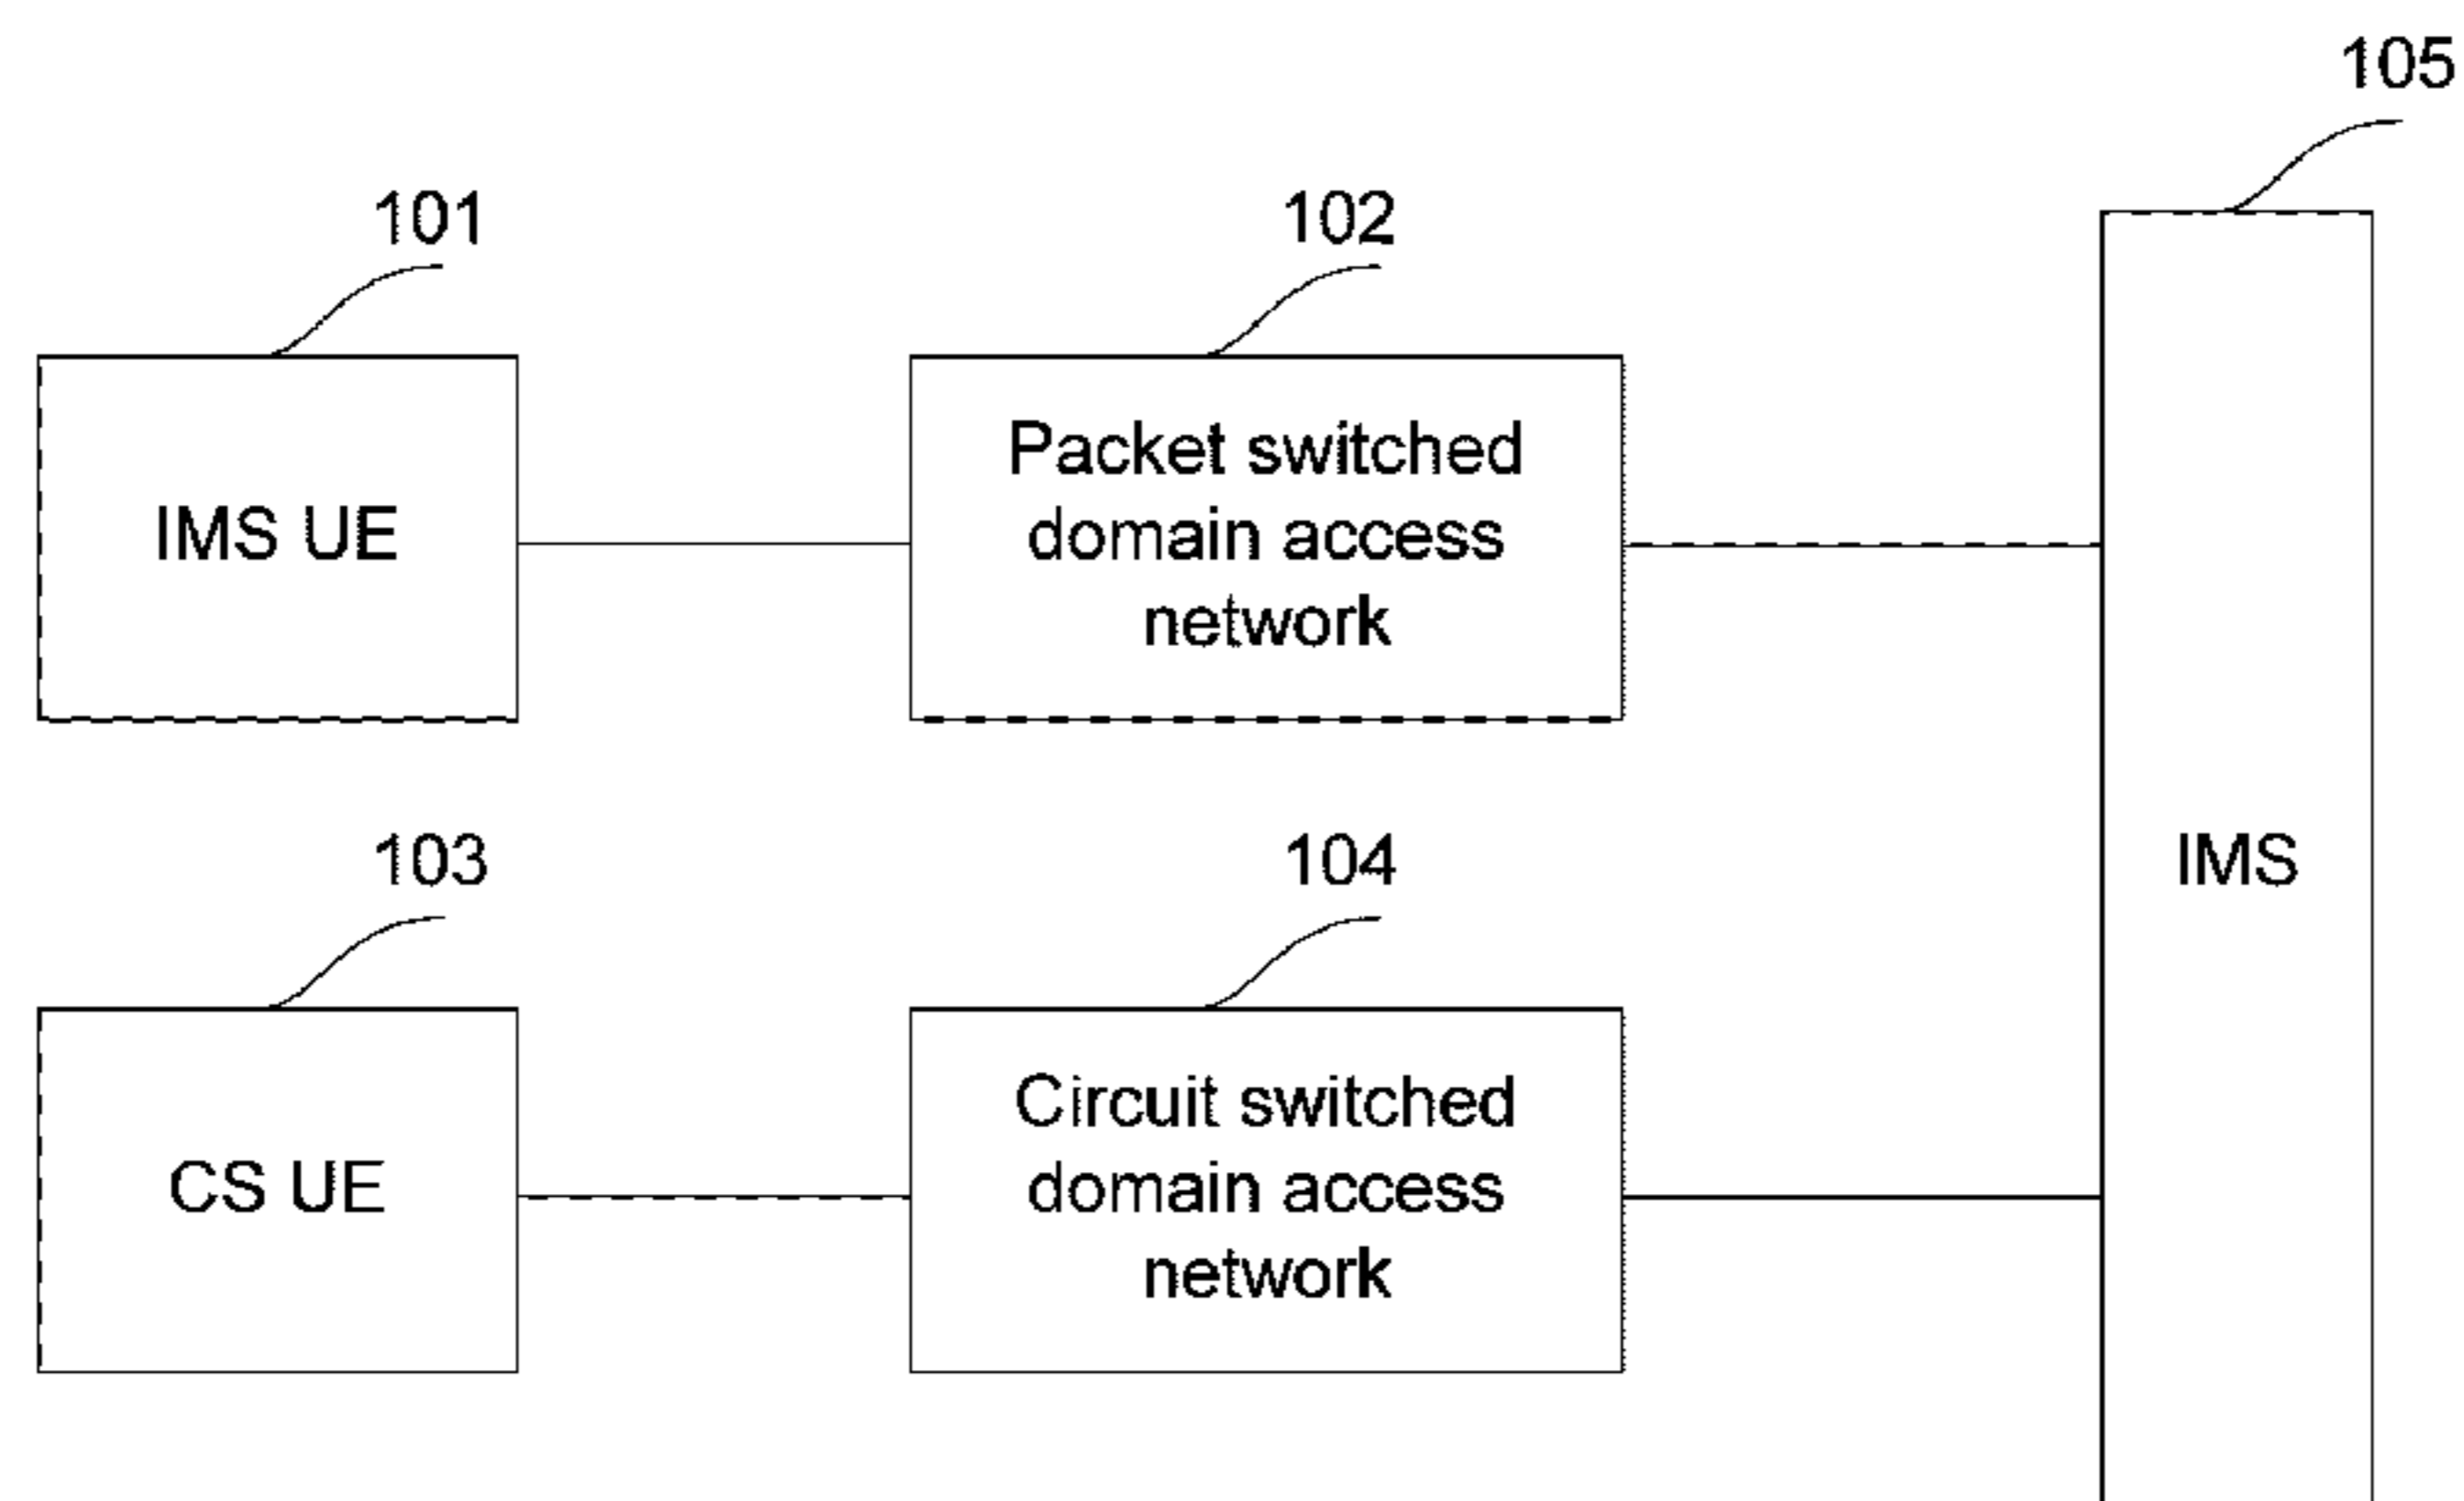 105
101
102
IMS UE
Packet switched
domain access
network
103
104
IMS
CS UE
Circuit switched
domain access
network